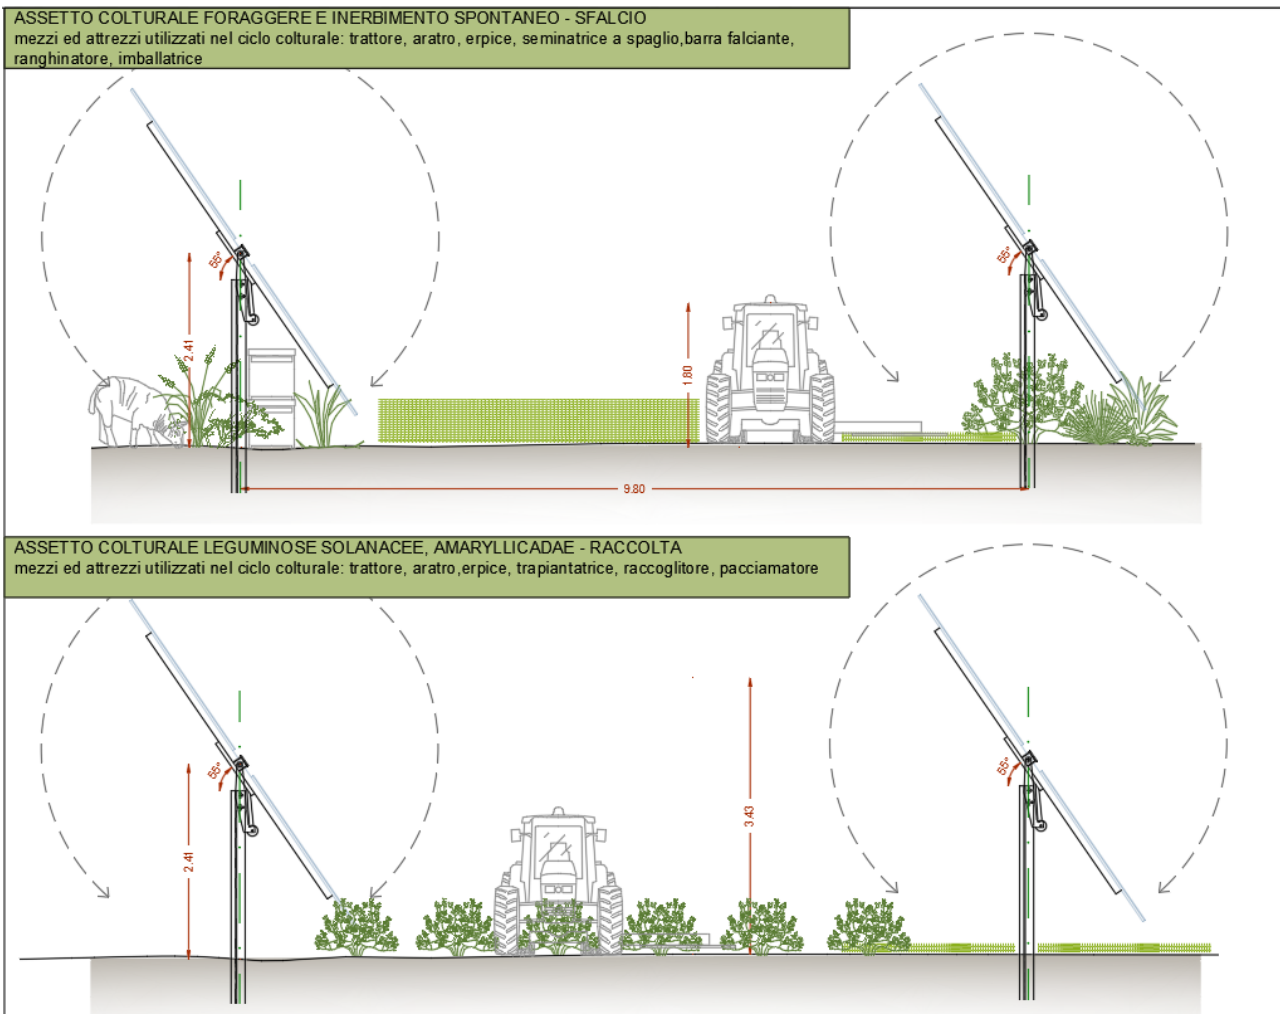 ASSETTO COLTURALE FORAGGERE E INERBIMENTO SPONTANEO - SFALCIO
mezzi ed attrezzi utilizzati nel ciclo colturale: trattore, aratro, erpice, seminatrice a spaglio,barra falciante,
ranghinatore, imballatrice
55°
55°
2.41
1.80
9.80
ASSETTO COLTURALE LEGUMINOSE SOLANACEE, AMARYLLICADAE - RACCOLTA
mezzi ed attrezzi utilizzati nel ciclo colturale: trattore, aratro,erpice, trapiantatrice, raccoglitore, pacciamatore
55°
55°
2.41
3.43